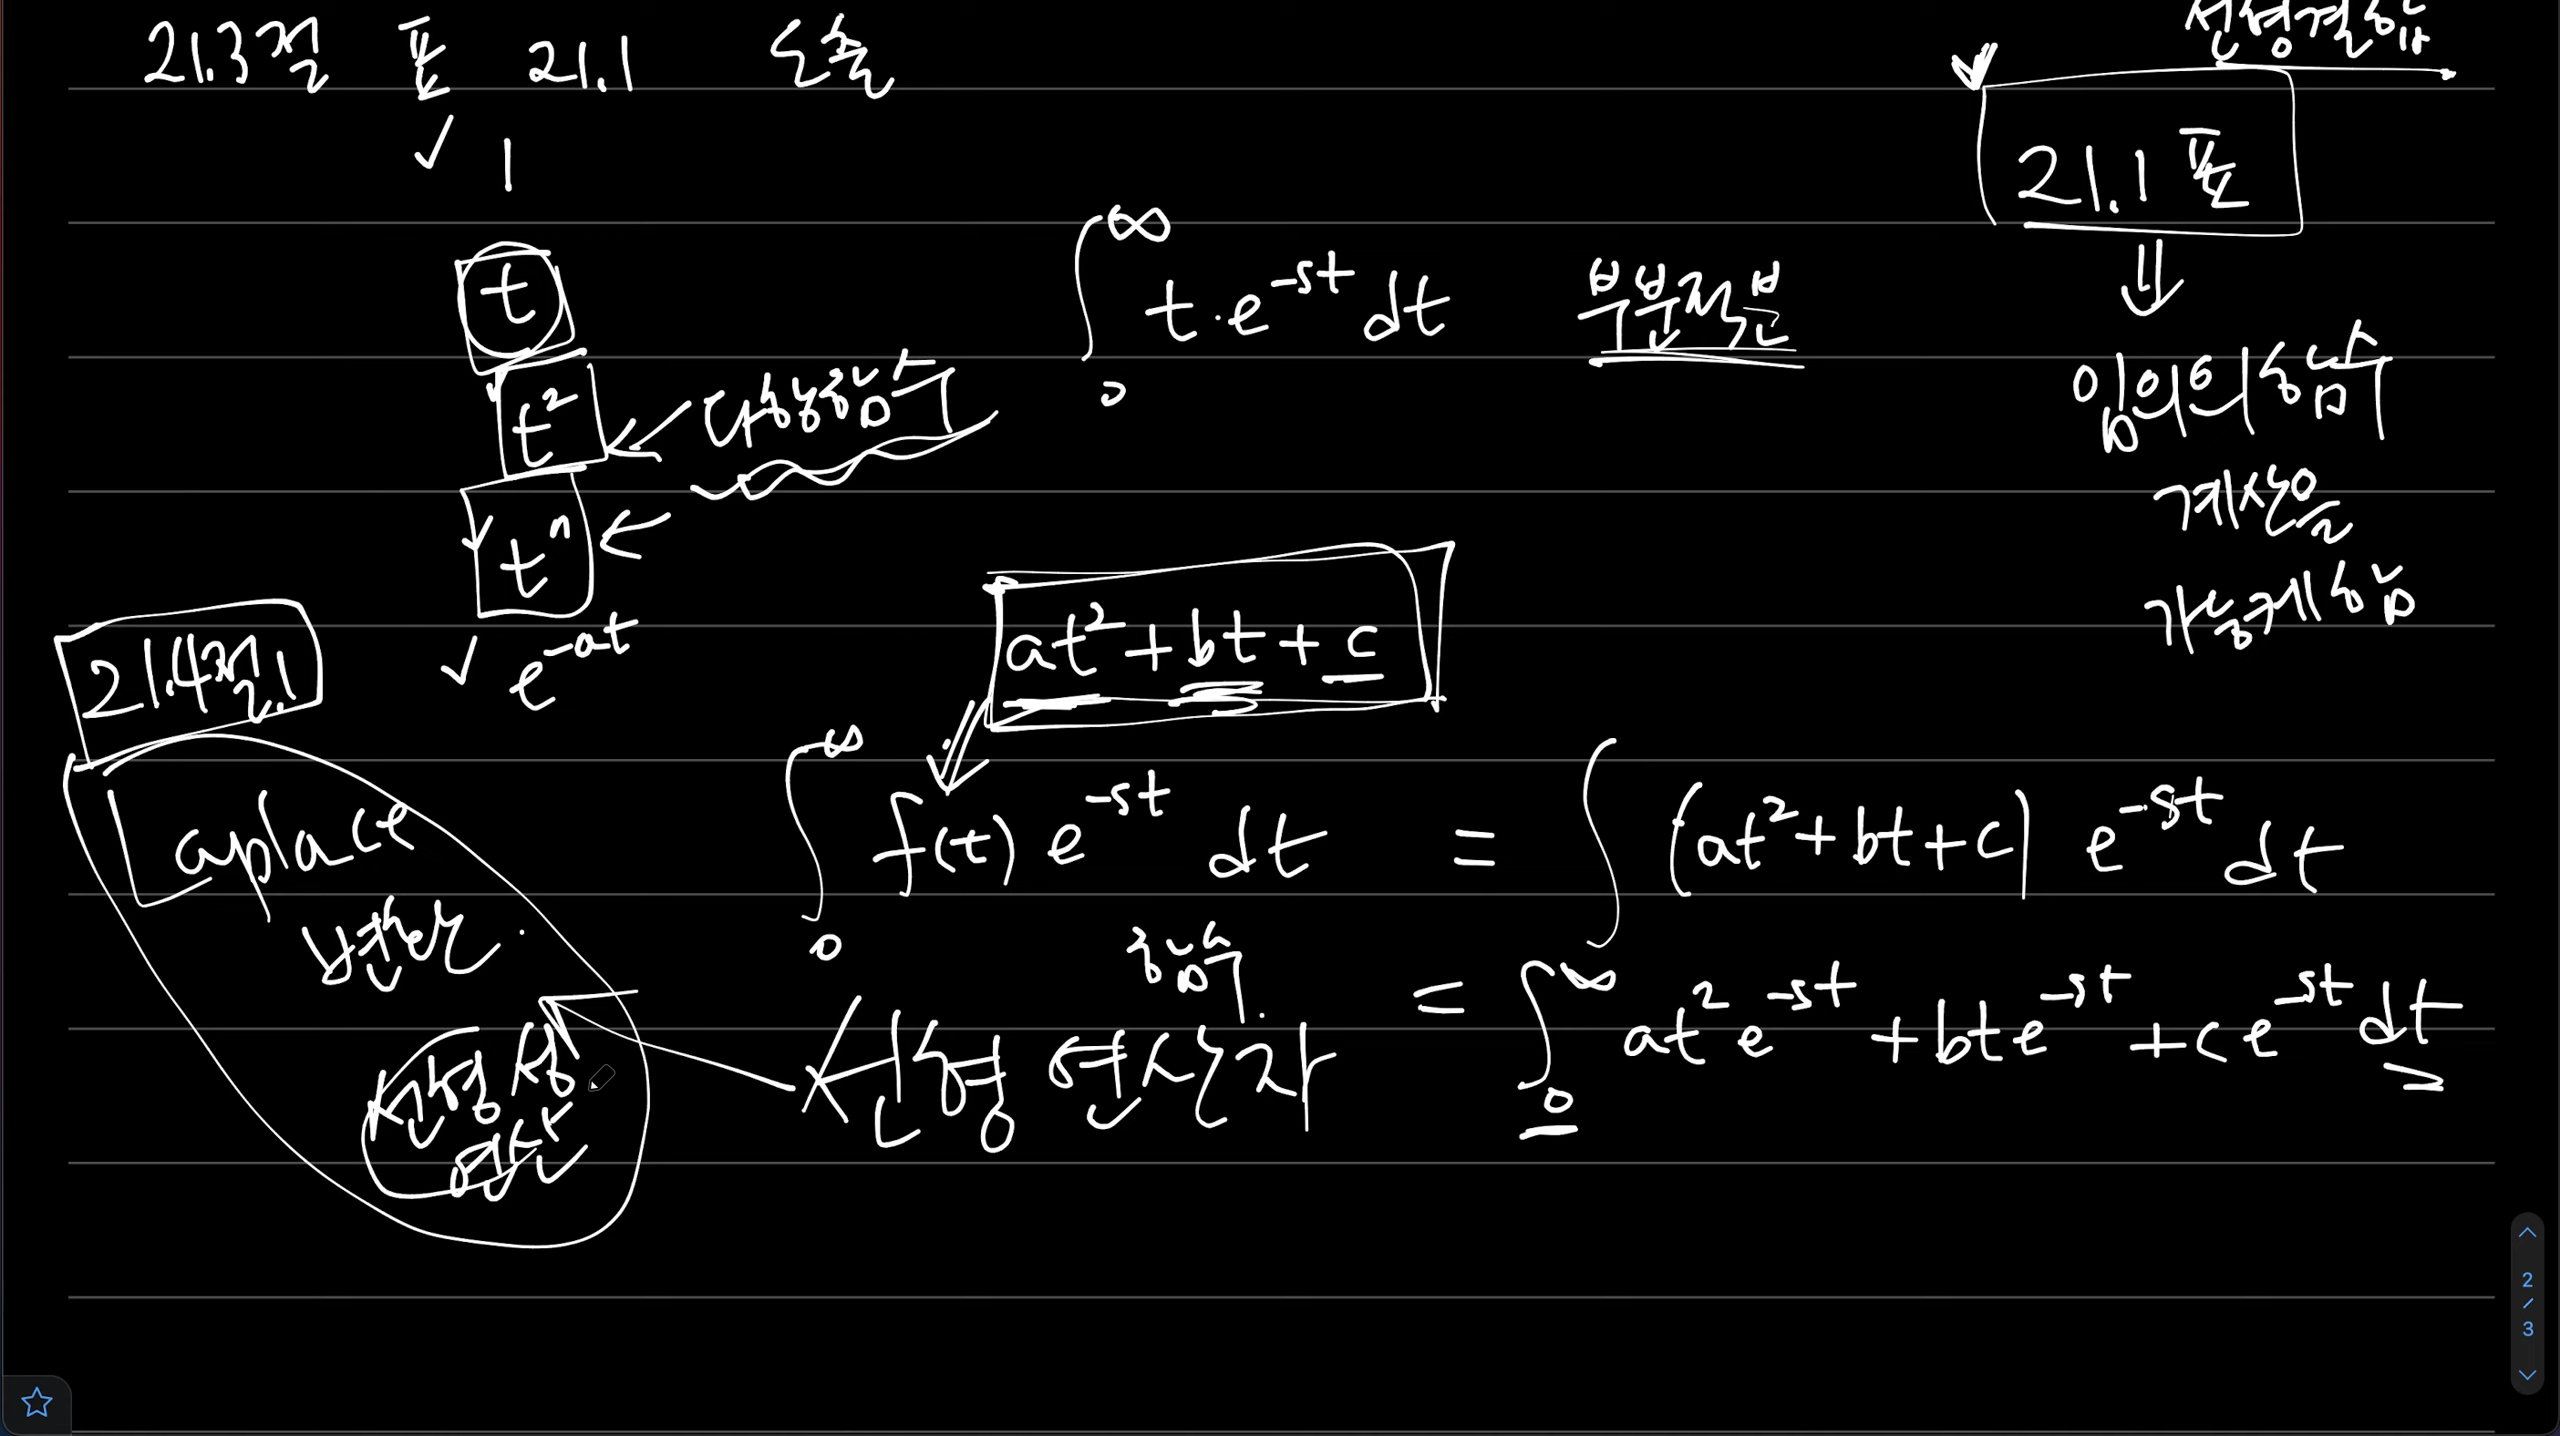 21.3절 표 21.1 도출
선형결합
21.1 표
1
t
∫₀^∞ t·e^{-st} dt 부분적분
t² 다항함수
임의의 함수
계산을
가능케 함
tⁿ
at² + bt + c
21.4절.1
e^{-at}
Laplace
변환은.
∫₀^∞ f(t) e^{-st} dt = ∫ (at²+bt+c) e^{-st} dt
함수.
선형 연산자
= ∫₀^∞ at² e^{-st} + bt e^{-st} + c e^{-st} dt
선형성
연산
2
/
3